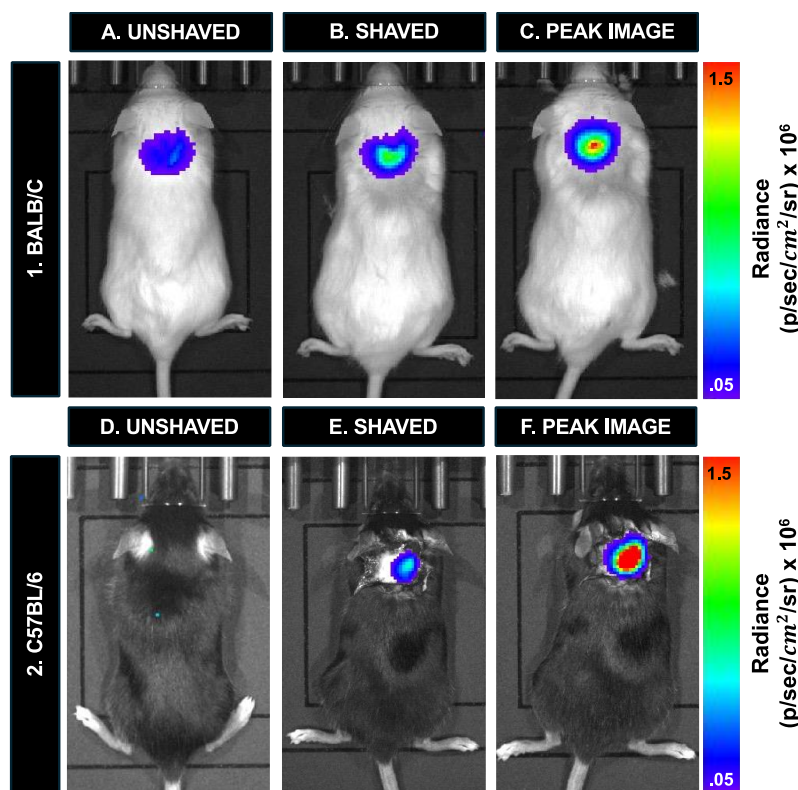 A. UNSHAVED
B. SHAVED
C. PEAK IMAGE
1. BALB/C
1.5
.05
Radiance
(p/sec/cm²/sr) x 10⁶
D. UNSHAVED
E. SHAVED
F. PEAK IMAGE
2. C57BL/6
1.5
.05
Radiance
(p/sec/cm²/sr) x 10⁶